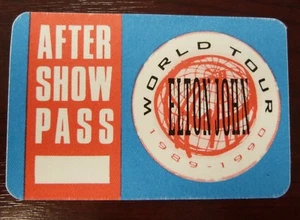 AFTER
SHOW
PASS
WORLD TOUR
ELTON JOHN
1989-1990